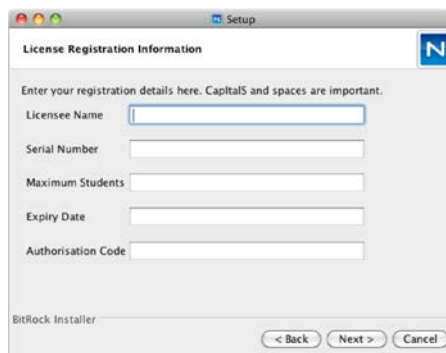 Setup
License Registration Information
N
Enter your registration details here. CapItalS and spaces are important.
Licensee Name
Serial Number
Maximum Students
Expiry Date
Authorisation Code
BitRock Installer
< Back Next > Cancel